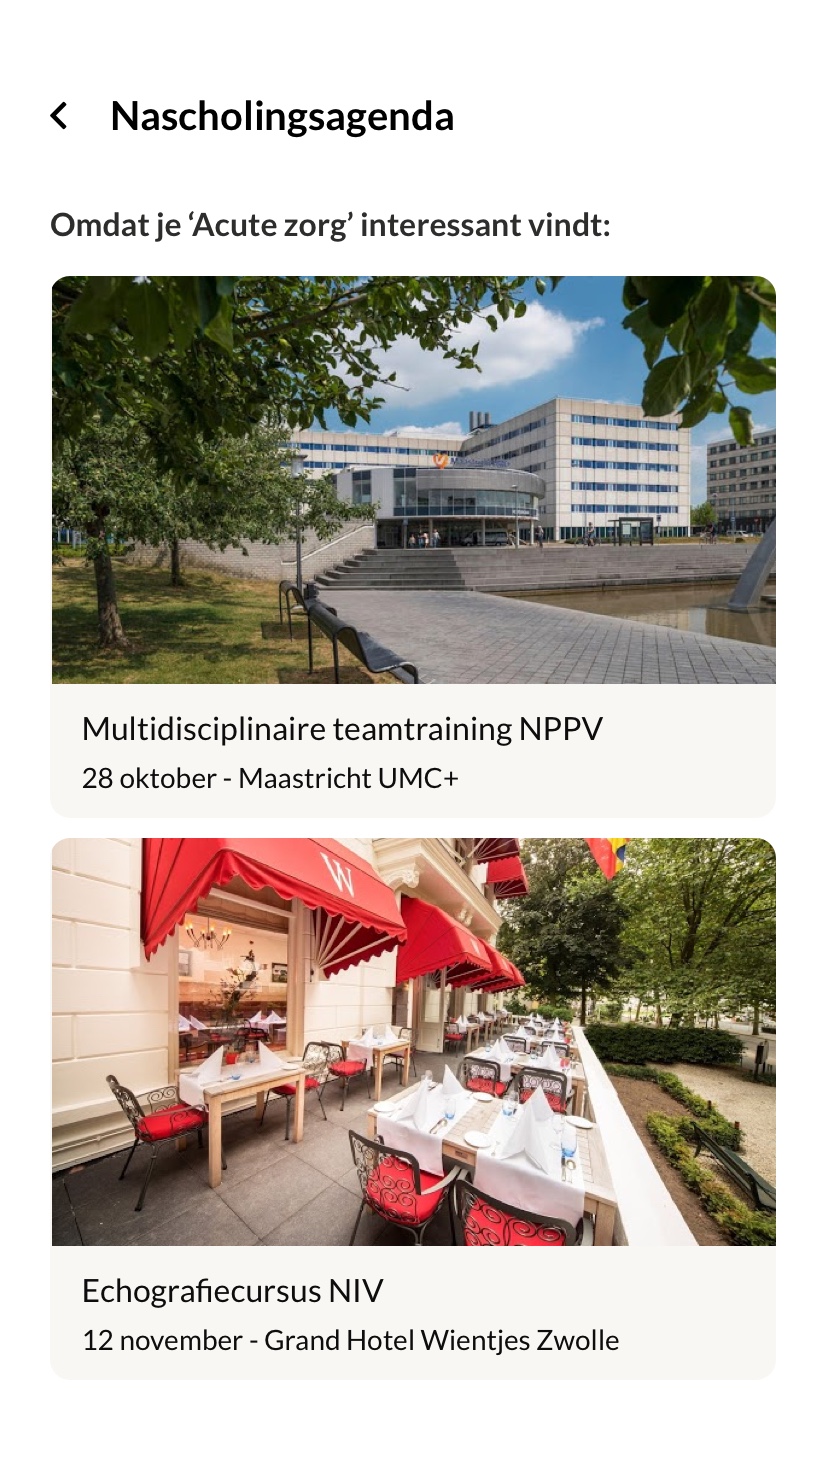 Nascholingsagenda
Omdat je ‘Acute zorg’ interessant vindt:
Multidisciplinaire teamtraining NPPV
28 oktober - Maastricht UMC+
W
Echografiecursus NIV
12 november - Grand Hotel Wientjes Zwolle